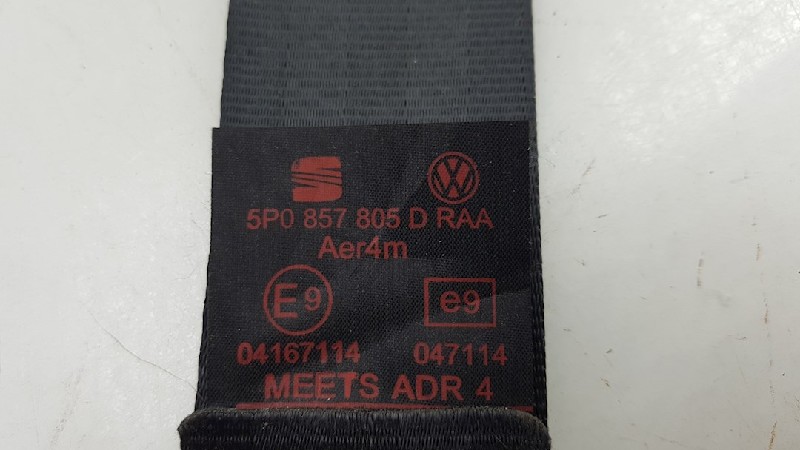 5P0 857 805 D RAA
Aer4m
E9 e9
04167114 047114
MEETS ADR 4